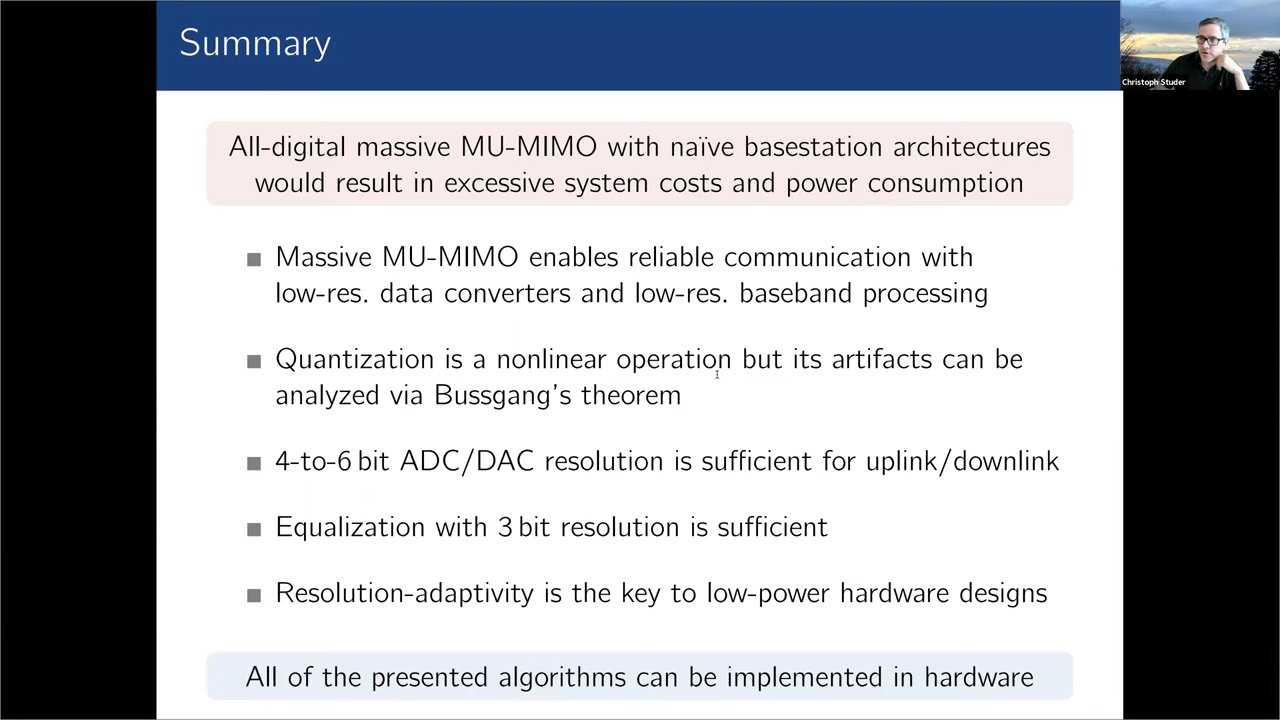 Summary
Christoph Studer
All-digital massive MU-MIMO with naïve basestation architectures
would result in excessive system costs and power consumption
Massive MU-MIMO enables reliable communication with
low-res. data converters and low-res. baseband processing
Quantization is a nonlinear operation but its artifacts can be
analyzed via Bussgang's theorem
4-to-6 bit ADC/DAC resolution is sufficient for uplink/downlink
Equalization with 3 bit resolution is sufficient
Resolution-adaptivity is the key to low-power hardware designs
All of the presented algorithms can be implemented in hardware